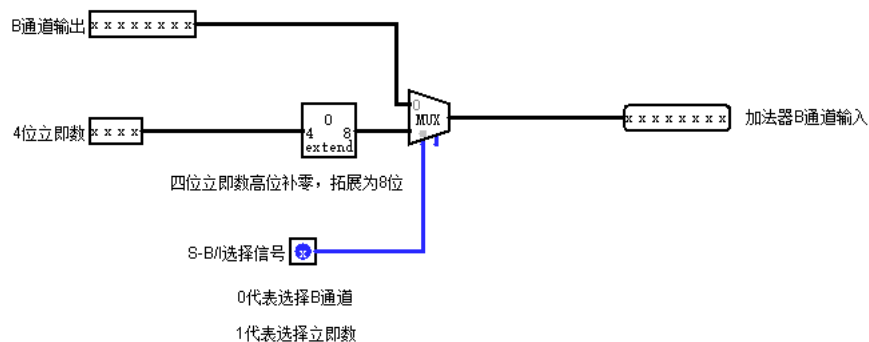 B通道输出
x x x x x x x x
0
MUX
4位立即数
x x x x
0
4 8
extend
x x x x x x x x
加法器B通道输入
四位立即数高位补零，拓展为8位
S-B/I选择信号
x
0代表选择B通道
1代表选择立即数